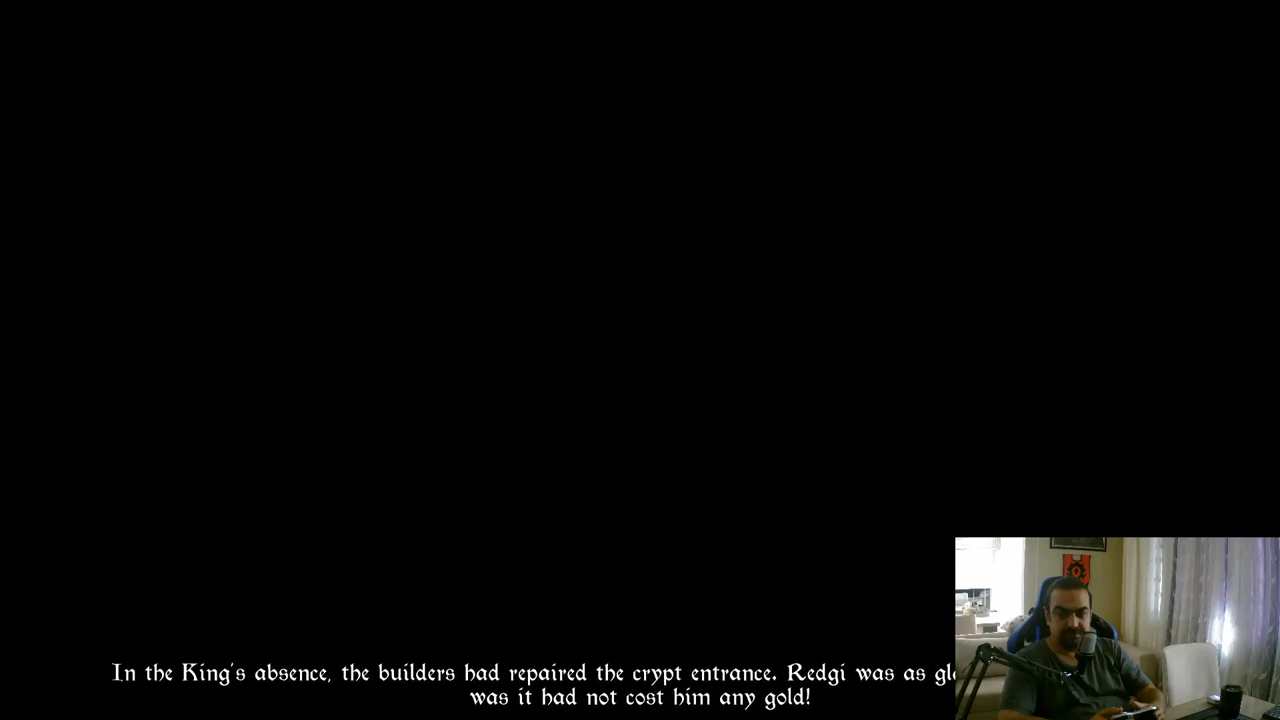 In the King's absence, the builders had repaired the crypt entrance. Redgi was as
was it had not cost him any gold!